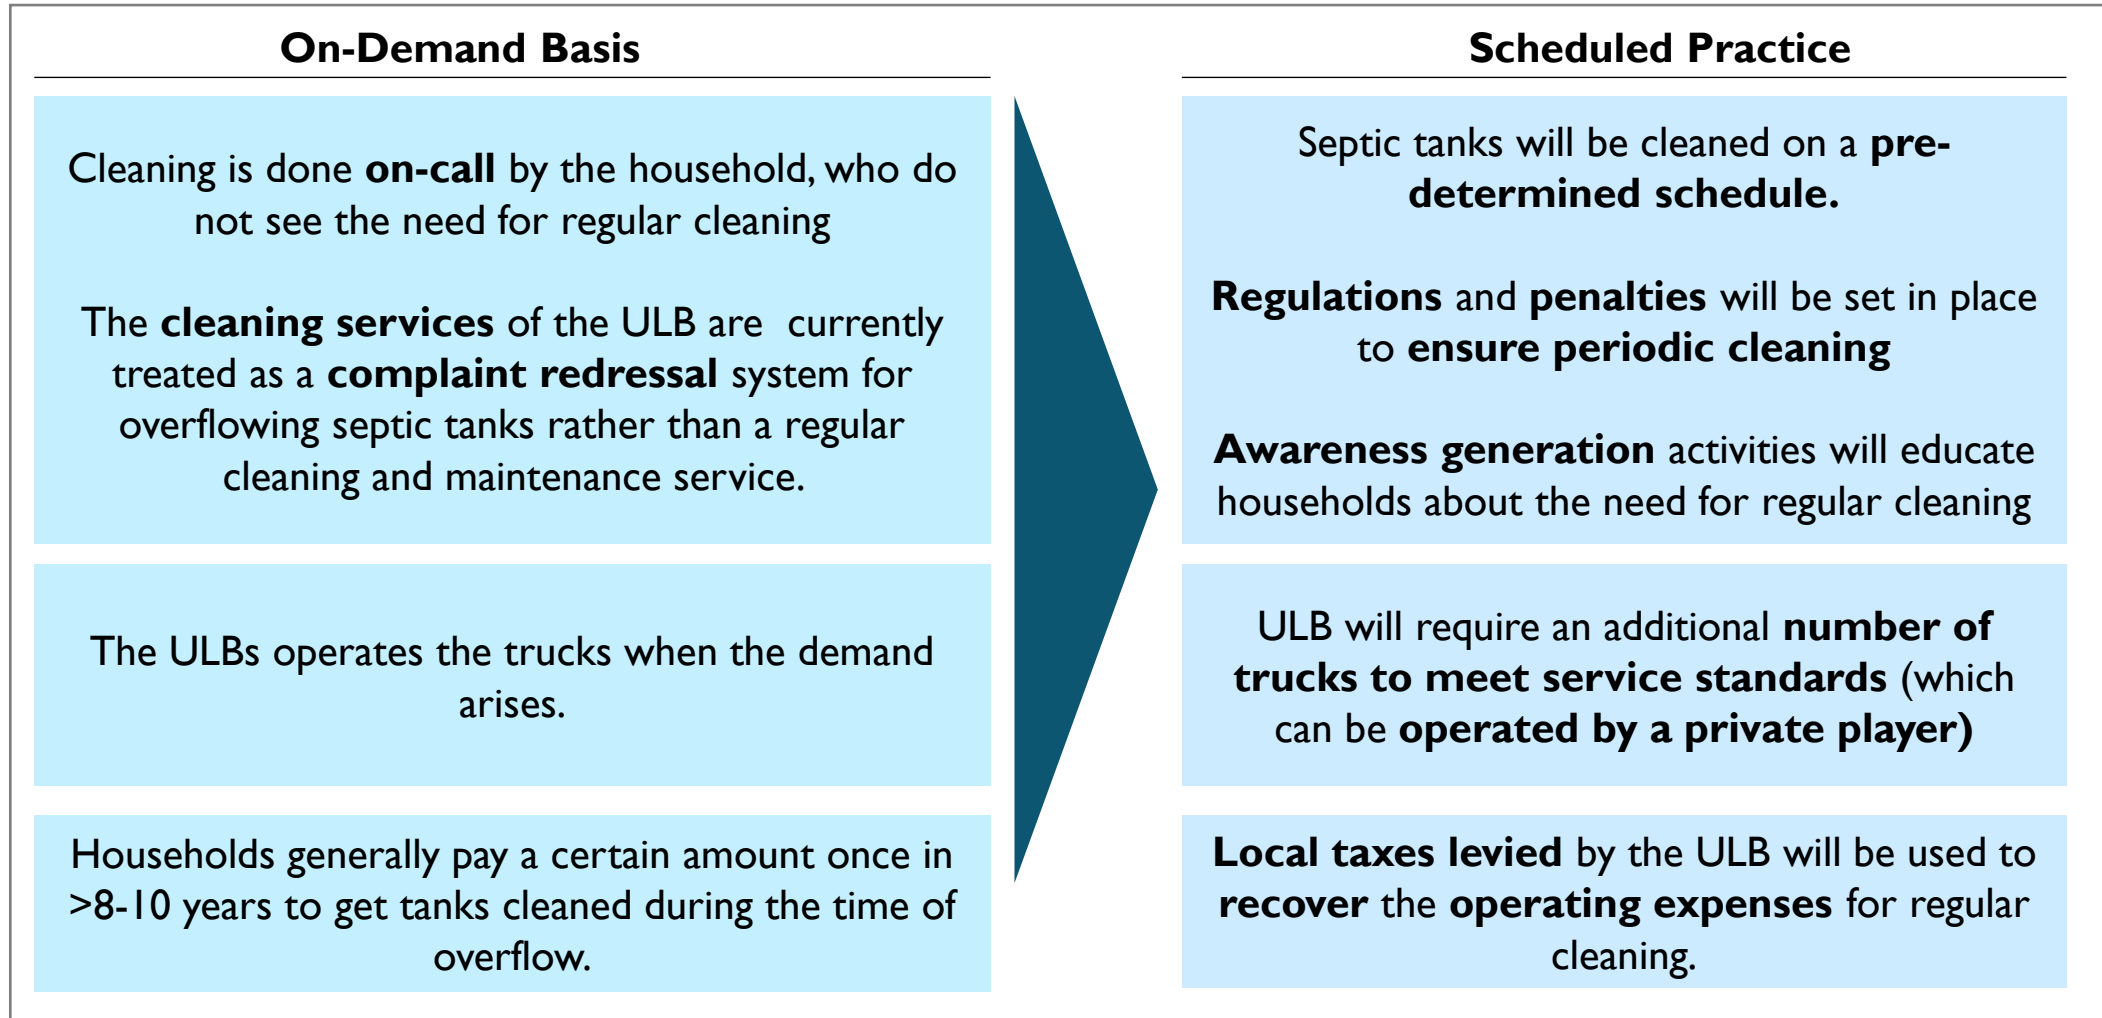 On-Demand Basis
Cleaning is done on-call by the household, who do
not see the need for regular cleaning
The cleaning services of the ULB are currently
treated as a complaint redressal system for
overflowing septic tanks rather than a regular
cleaning and maintenance service.
The ULBs operates the trucks when the demand
arises.
Households generally pay a certain amount once in
>8-10 years to get tanks cleaned during the time of
overflow.
Scheduled Practice
Septic tanks will be cleaned on a pre-
determined schedule.
Regulations and penalties will be set in place
to ensure periodic cleaning
Awareness generation activities will educate
households about the need for regular cleaning
ULB will require an additional number of
trucks to meet service standards (which
can be operated by a private player)
Local taxes levied by the ULB will be used to
recover the operating expenses for regular
cleaning.